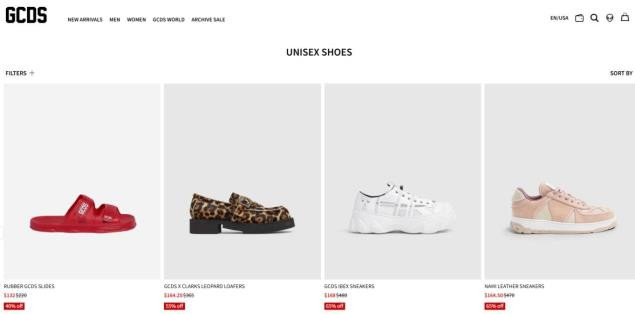 GCDS
NEW ARRIVALS MEN WOMEN GCDS WORLD ARCHIVE SALE
EN/USA
UNISEX SHOES
FILTERS +
SORT BY
GCDS
RUBBER GCDS SLIDES
$132 $220
40% off
GCDS X CLARKS LEOPARD LOAFERS
$164.25 $365
55% off
GCDS IBEX SNEAKERS
$168 $480
65% off
NAMI LEATHER SNEAKERS
$164.50 $470
65% off